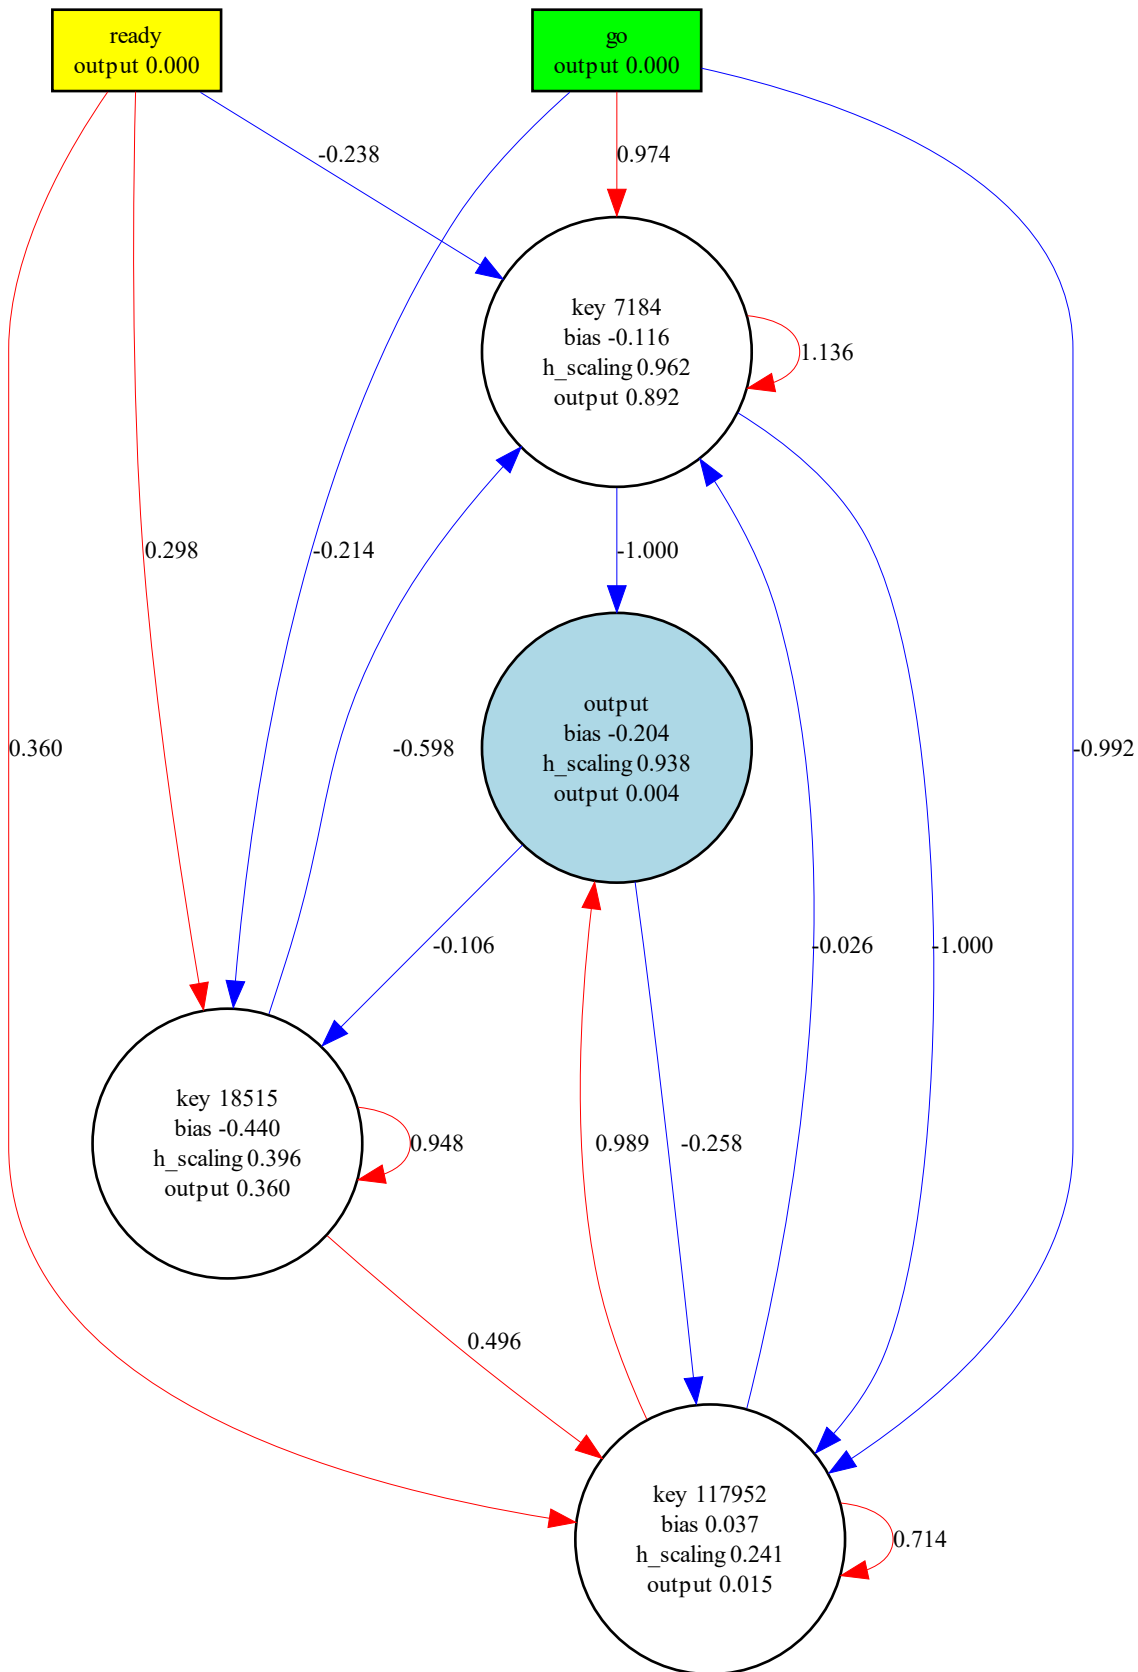 ready
output 0.000
go
output 0.000
-0.238
0.974
key 7184
bias -0.116
h_scaling 0.962
output 0.892
1.136
0.298
-0.214
-1.000
output
bias -0.204
h_scaling 0.938
output 0.004
0.360
-0.598
-0.992
-0.106
-0.026
-1.000
key 18515
bias -0.440
h_scaling 0.396
output 0.360
0.948
0.989
-0.258
0.496
key 117952
bias 0.037
h_scaling 0.241
output 0.015
0.714